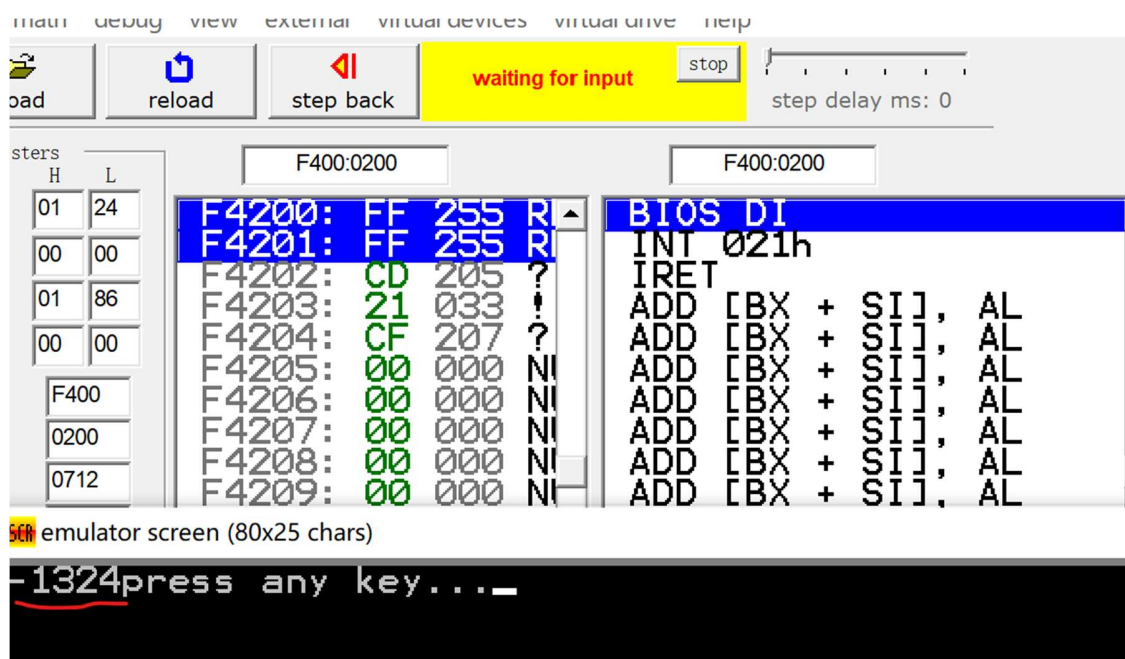 math debug view external virtual devices virtual drive help
waiting for input
stop
oad
reload
step back
step delay ms: 0
sters
H L
F400:0200
F400:0200
01 24
00 00
01 86
00 00
F400
0200
0712
F4200: FF 255 R
F4201: FF 255 R
F4202: CD 205 ?
F4203: 21 033 !
F4204: CF 207 ?
F4205: 00 000 N
F4206: 00 000 N
F4207: 00 000 N
F4208: 00 000 N
F4209: 00 000 N
BIOS DI
INT 021h
IRET
ADD [BX + SI], AL
ADD [BX + SI], AL
ADD [BX + SI], AL
ADD [BX + SI], AL
ADD [BX + SI], AL
ADD [BX + SI], AL
ADD [BX + SI], AL
SCR emulator screen (80x25 chars)
-1324press any key..._